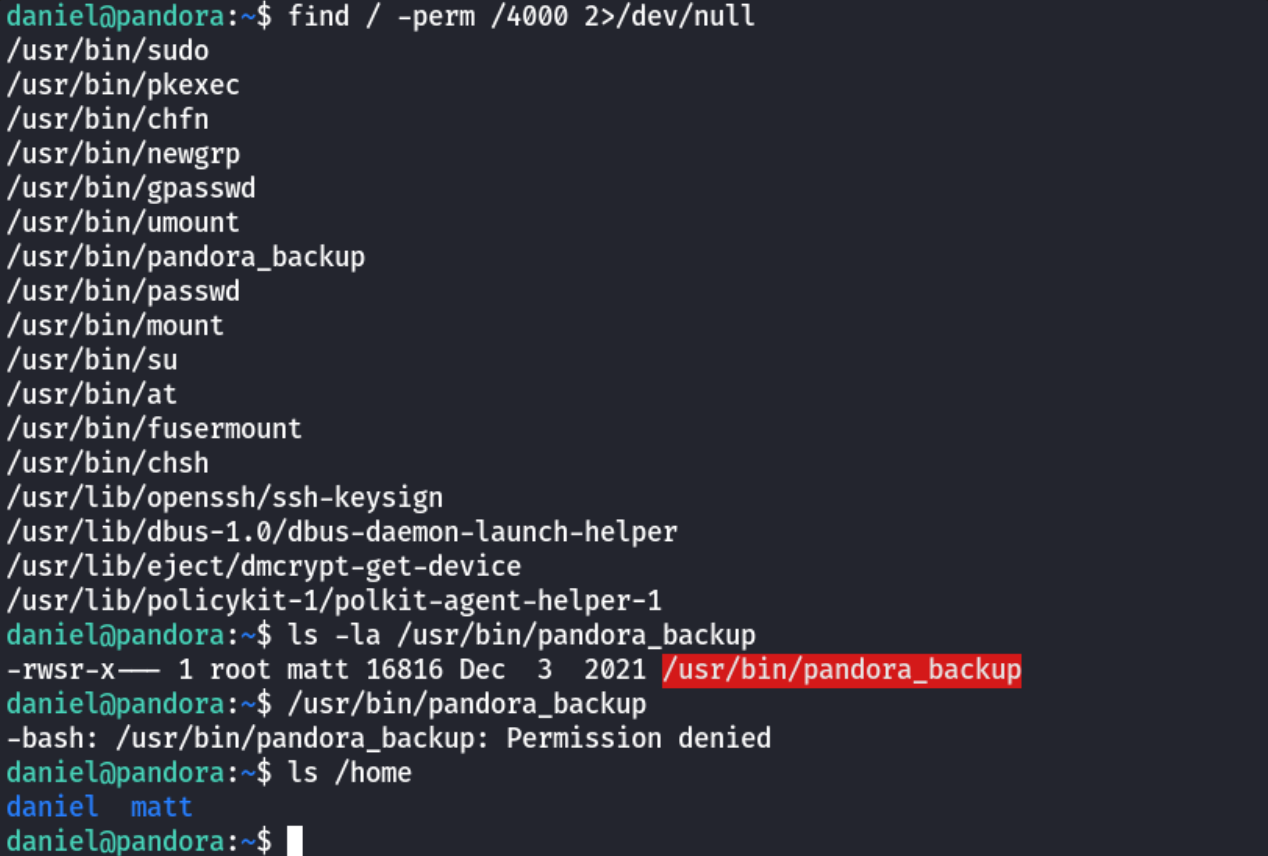 daniel@pandora:~$ find / -perm /4000 2>/dev/null
/usr/bin/sudo
/usr/bin/pkexec
/usr/bin/chfn
/usr/bin/newgrp
/usr/bin/gpasswd
/usr/bin/umount
/usr/bin/pandora_backup
/usr/bin/passwd
/usr/bin/mount
/usr/bin/su
/usr/bin/at
/usr/bin/fusermount
/usr/bin/chsh
/usr/lib/openssh/ssh-keysign
/usr/lib/dbus-1.0/dbus-daemon-launch-helper
/usr/lib/eject/dmcrypt-get-device
/usr/lib/policykit-1/polkit-agent-helper-1
daniel@pandora:~$ ls -la /usr/bin/pandora_backup
-rwsr-x--- 1 root matt 16816 Dec  3  2021 /usr/bin/pandora_backup
daniel@pandora:~$ /usr/bin/pandora_backup
-bash: /usr/bin/pandora_backup: Permission denied
daniel@pandora:~$ ls /home
daniel  matt
daniel@pandora:~$